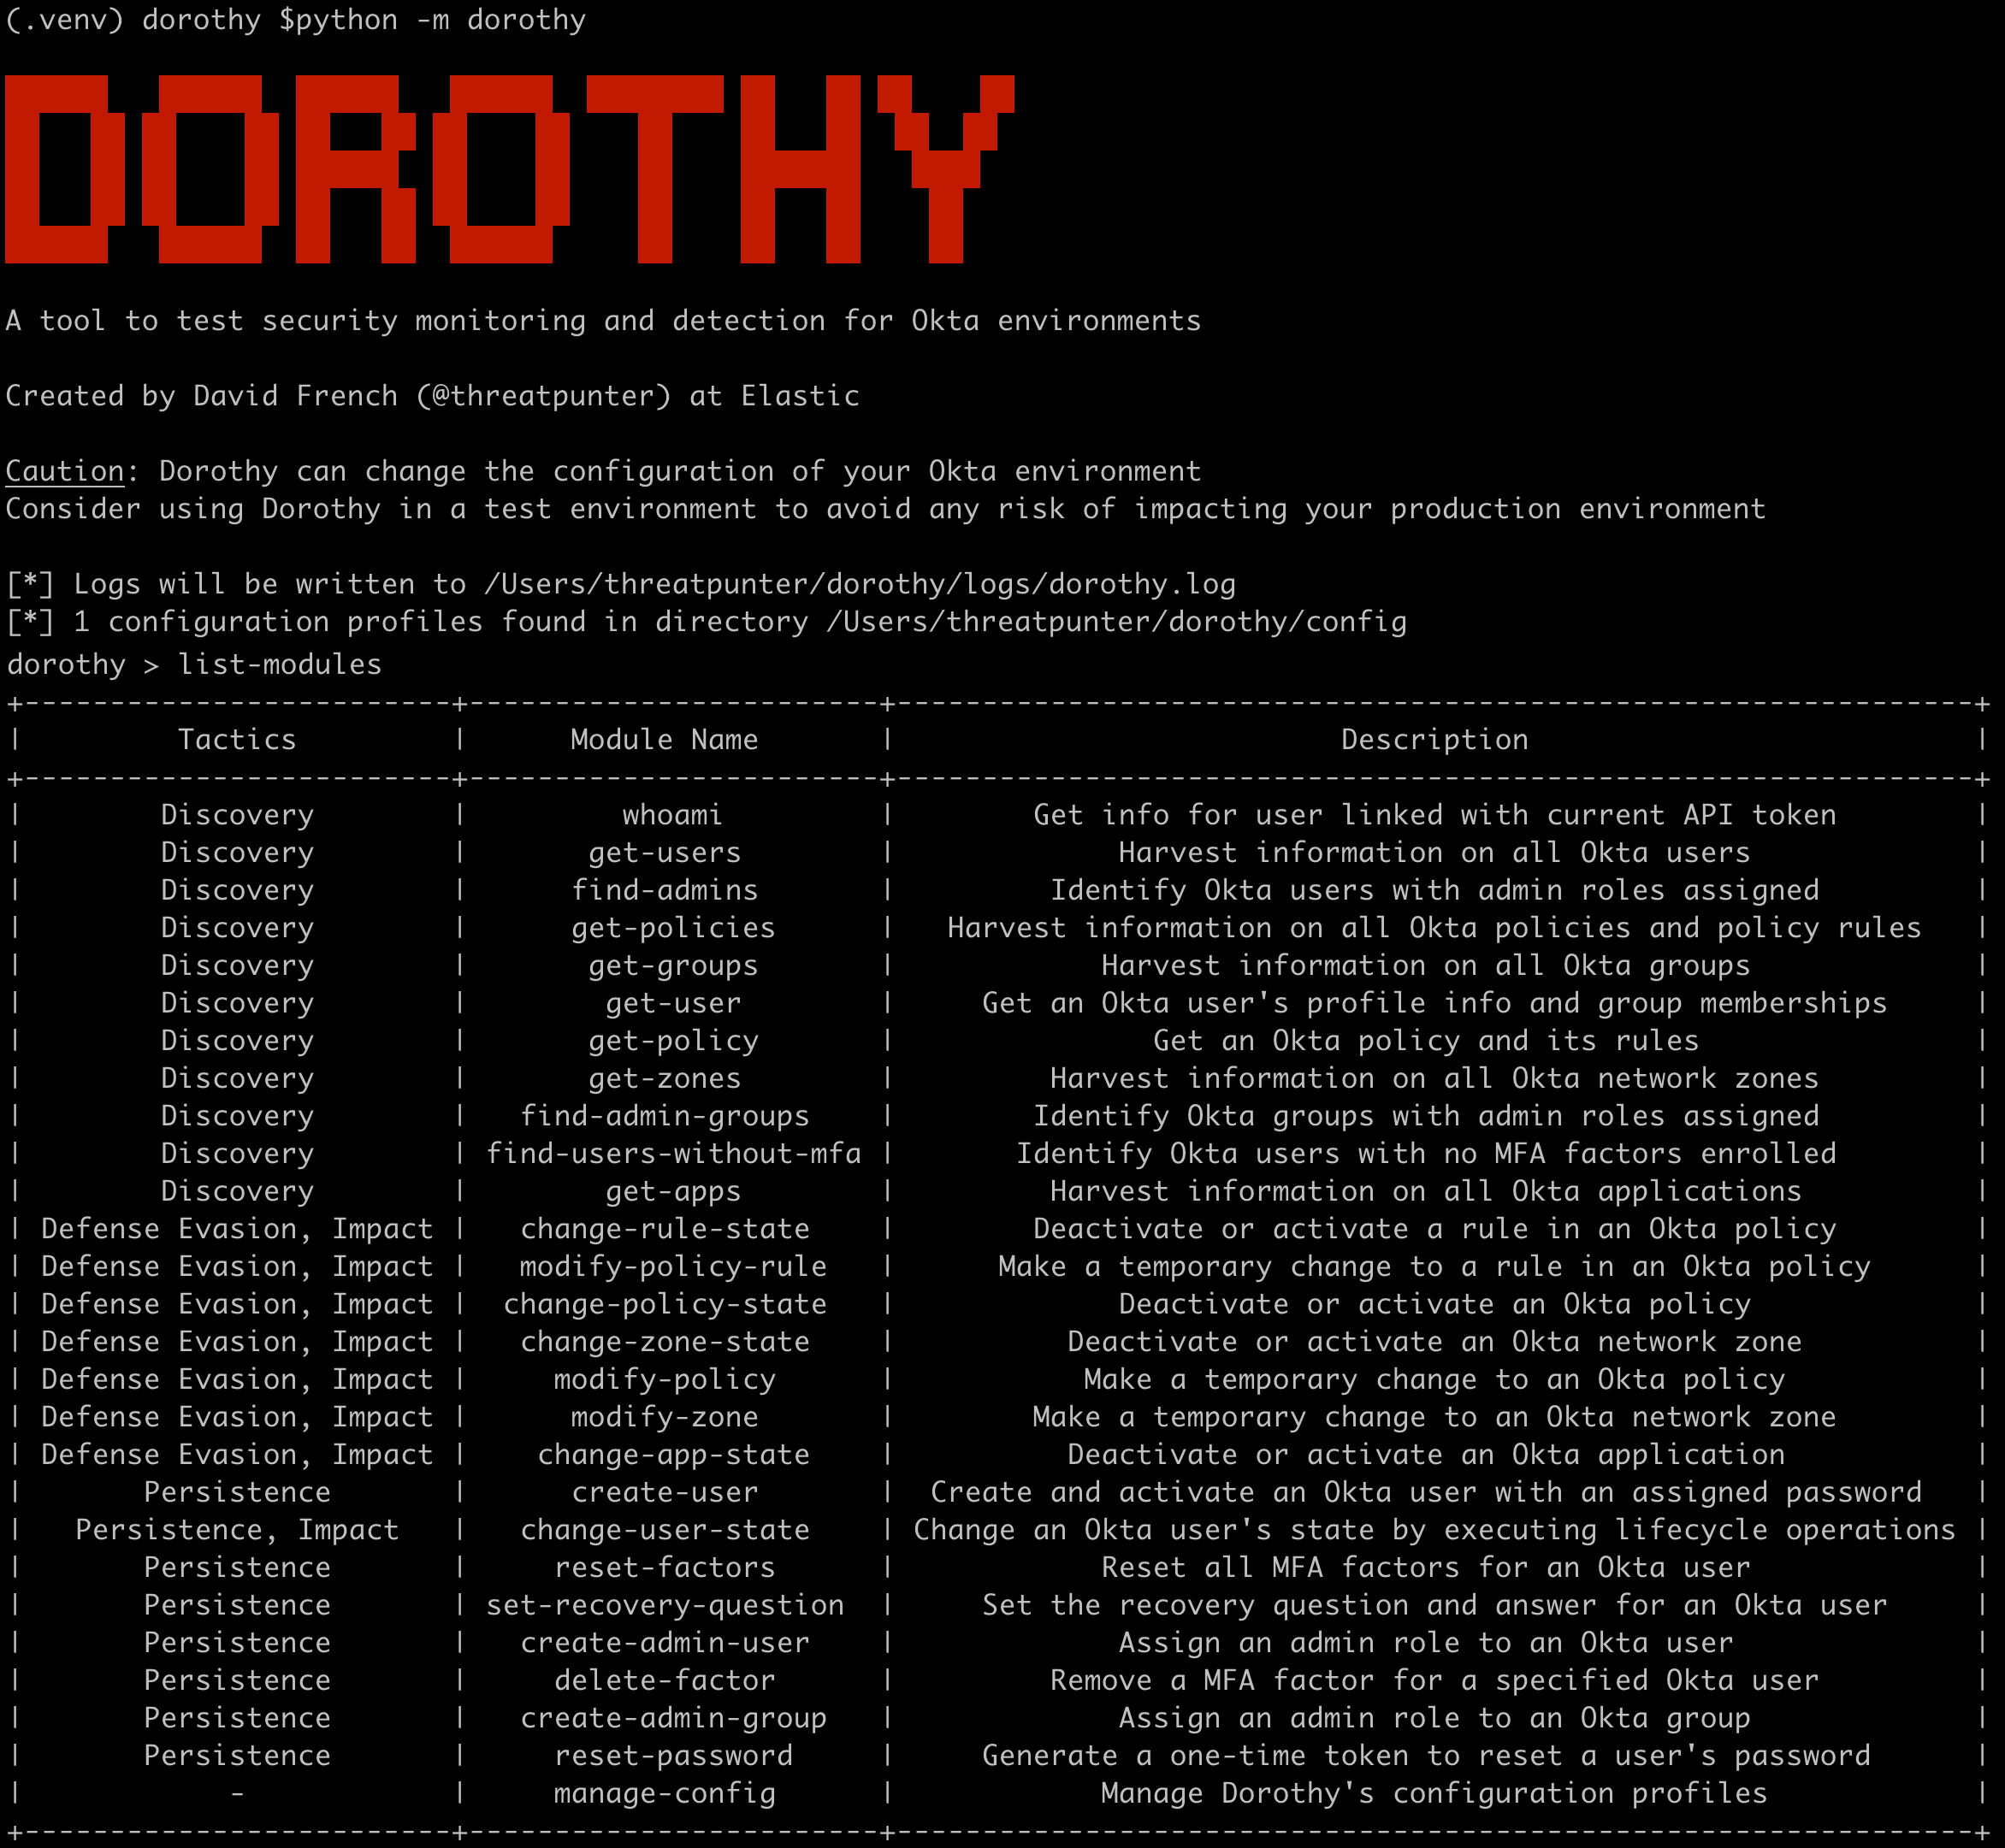 (.venv) dorothy $python -m dorothy
DOROTHY
A tool to test security monitoring and detection for Okta environments
Created by David French (@threatpunter) at Elastic
Caution: Dorothy can change the configuration of your Okta environment
Consider using Dorothy in a test environment to avoid any risk of impacting your production environment
[*] Logs will be written to /Users/threatpunter/dorothy/logs/dorothy.log
[*] 1 configuration profiles found in directory /Users/threatpunter/dorothy/config
dorothy > list-modules
+-------------------------+------------------------+---------------------------------------------------------------+
| Tactics | Module Name | Description |
+-------------------------+------------------------+---------------------------------------------------------------+
| Discovery | whoami | Get info for user linked with current API token |
| Discovery | get-users | Harvest information on all Okta users |
| Discovery | find-admins | Identify Okta users with admin roles assigned |
| Discovery | get-policies | Harvest information on all Okta policies and policy rules |
| Discovery | get-groups | Harvest information on all Okta groups |
| Discovery | get-user | Get an Okta user's profile info and group memberships |
| Discovery | get-policy | Get an Okta policy and its rules |
| Discovery | get-zones | Harvest information on all Okta network zones |
| Discovery | find-admin-groups | Identify Okta groups with admin roles assigned |
| Discovery | find-users-without-mfa | Identify Okta users with no MFA factors enrolled |
| Discovery | get-apps | Harvest information on all Okta applications |
| Defense Evasion, Impact | change-rule-state | Deactivate or activate a rule in an Okta policy |
| Defense Evasion, Impact | modify-policy-rule | Make a temporary change to a rule in an Okta policy |
| Defense Evasion, Impact | change-policy-state | Deactivate or activate an Okta policy |
| Defense Evasion, Impact | change-zone-state | Deactivate or activate an Okta network zone |
| Defense Evasion, Impact | modify-policy | Make a temporary change to an Okta policy |
| Defense Evasion, Impact | modify-zone | Make a temporary change to an Okta network zone |
| Defense Evasion, Impact | change-app-state | Deactivate or activate an Okta application |
| Persistence | create-user | Create and activate an Okta user with an assigned password |
| Persistence, Impact | change-user-state | Change an Okta user's state by executing lifecycle operations |
| Persistence | reset-factors | Reset all MFA factors for an Okta user |
| Persistence | set-recovery-question | Set the recovery question and answer for an Okta user |
| Persistence | create-admin-user | Assign an admin role to an Okta user |
| Persistence | delete-factor | Remove a MFA factor for a specified Okta user |
| Persistence | create-admin-group | Assign an admin role to an Okta group |
| Persistence | reset-password | Generate a one-time token to reset a user's password |
| - | manage-config | Manage Dorothy's configuration profiles |
+-------------------------+------------------------+---------------------------------------------------------------+